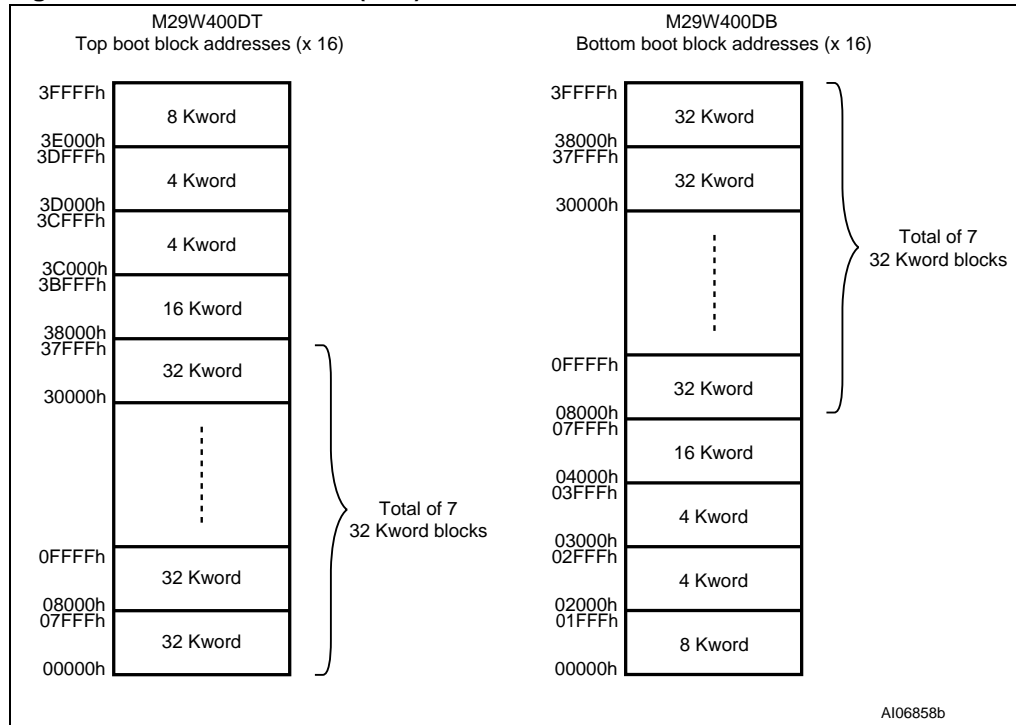 M29W400DT
Top boot block addresses (x 16)
3FFFFh
8 Kword
3E000h
3DFFFh
4 Kword
3D000h
3CFFFh
4 Kword
3C000h
3BFFFh
16 Kword
38000h
37FFFh
32 Kword
30000h
Total of 7
32 Kword blocks
0FFFFh
32 Kword
08000h
07FFFh
32 Kword
00000h
M29W400DB
Bottom boot block addresses (x 16)
3FFFFh
32 Kword
38000h
37FFFh
32 Kword
30000h
Total of 7
32 Kword blocks
0FFFFh
32 Kword
08000h
07FFFh
16 Kword
04000h
03FFFh
4 Kword
03000h
02FFFh
4 Kword
02000h
01FFFh
8 Kword
00000h
AI06858b